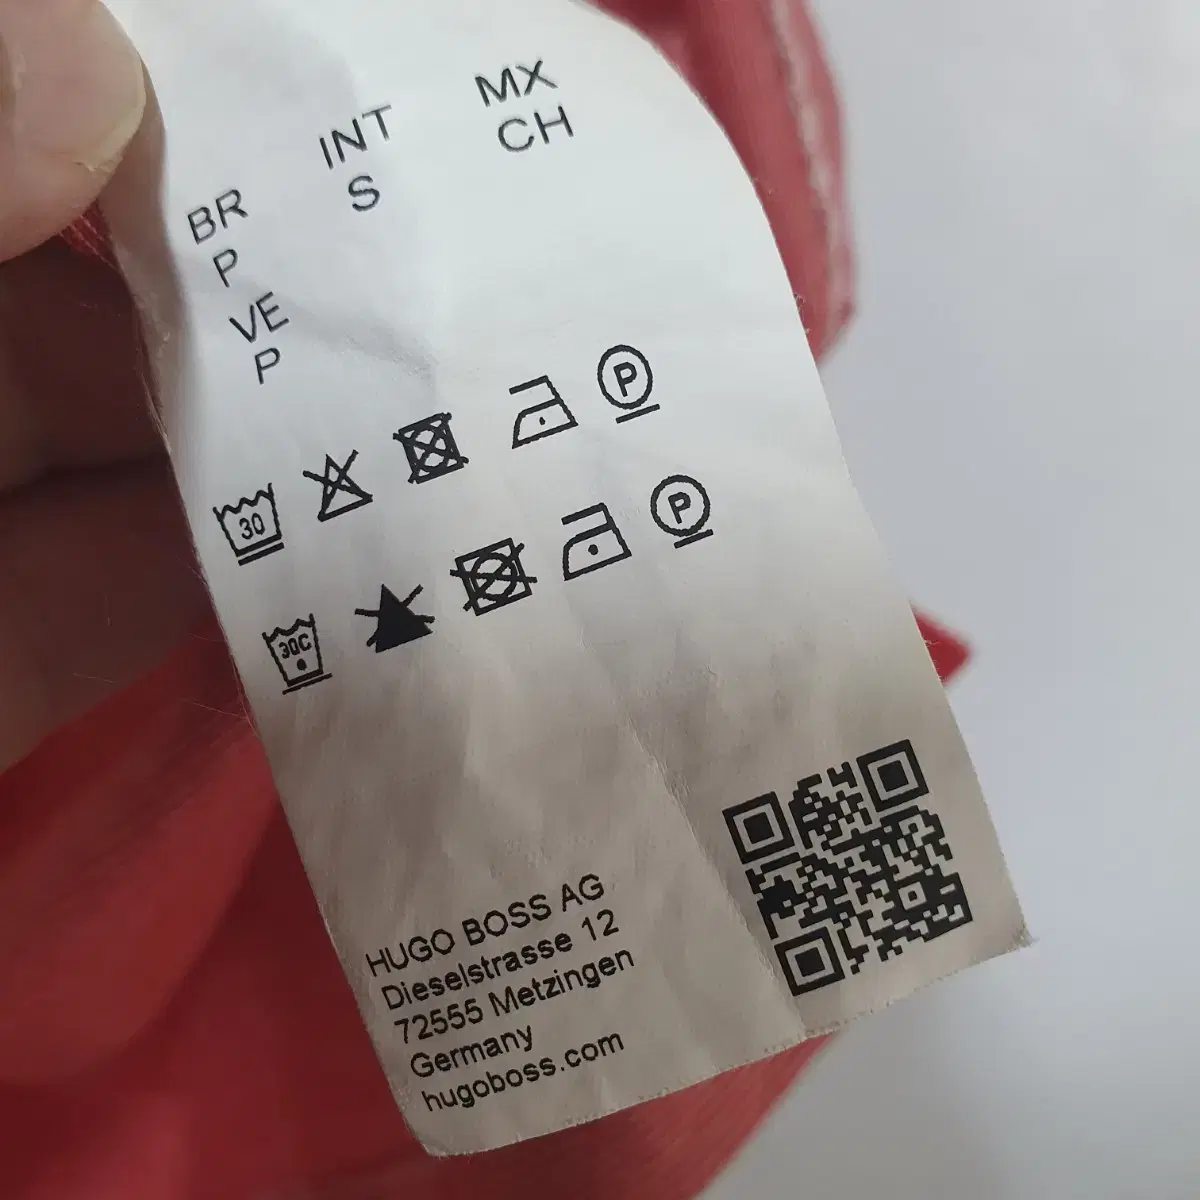 BR INT MX
P S CH
VE
P
30 P
30C P
HUGO BOSS AG
Dieselstrasse 12
72555 Metzingen
Germany
hugoboss.com